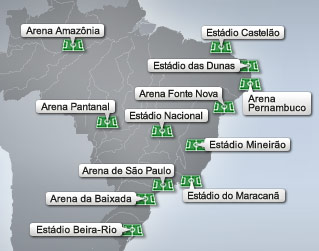 Arena Amazônia
Estádio Castelão
Estádio das Dunas
Arena Fonte Nova
Arena
Pernambuco
Arena Pantanal
Estádio Nacional
Estádio Mineirão
Arena de São Paulo
Arena da Baixada
Estádio do Maracanã
Estádio Beira-Rio